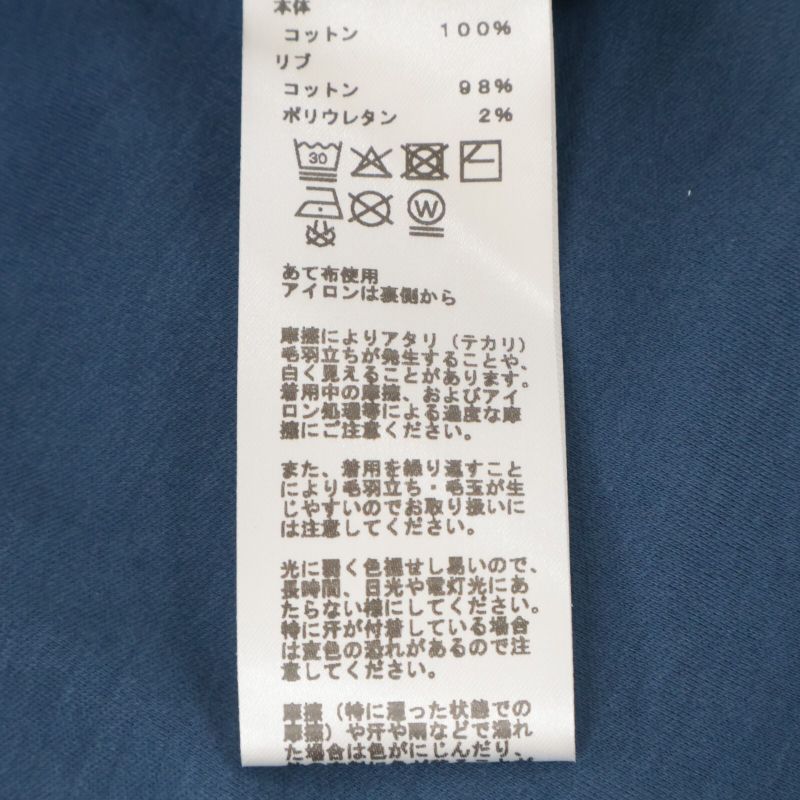 本体
コットン 100%
リブ
コットン 98%
ポリウレタン 2%
30
W
あて布使用
アイロンは裏側から
摩擦によりアタリ(テカリ)
毛羽立ちが発生することや、
白く見えることがあります。
着用中の摩擦、およびアイ
ロン処理等による過度な摩
擦にご注意ください。
また、着用を繰り返すこと
により毛羽立ち・毛玉が生
じやすいのでお取り扱いに
は注意してください。
光に弱く色褪せし易いので、
長時間、日光や電灯光にあ
たらない様にしてください。
特に汗が付着している場合
は変色の恐れがあるので注
意してください。
摩擦(特に湿った状態での
摩擦)や汗や雨などで濡れ
た場合は色がにじんだり、